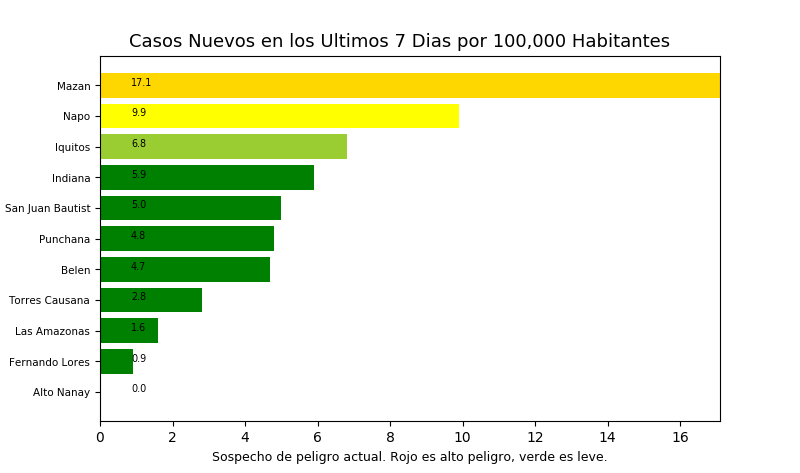 Casos Nuevos en los Ultimos 7 Dias por 100,000 Habitantes
Mazan 17.1
Napo 9.9
Iquitos 6.8
Indiana 5.9
San Juan Bautist 5.0
Punchana 4.8
Belen 4.7
Torres Causana 2.8
Las Amazonas 1.6
Fernando Lores 0.9
Alto Nanay 0.0
0 2 4 6 8 10 12 14 16
Sospecho de peligro actual. Rojo es alto peligro, verde es leve.